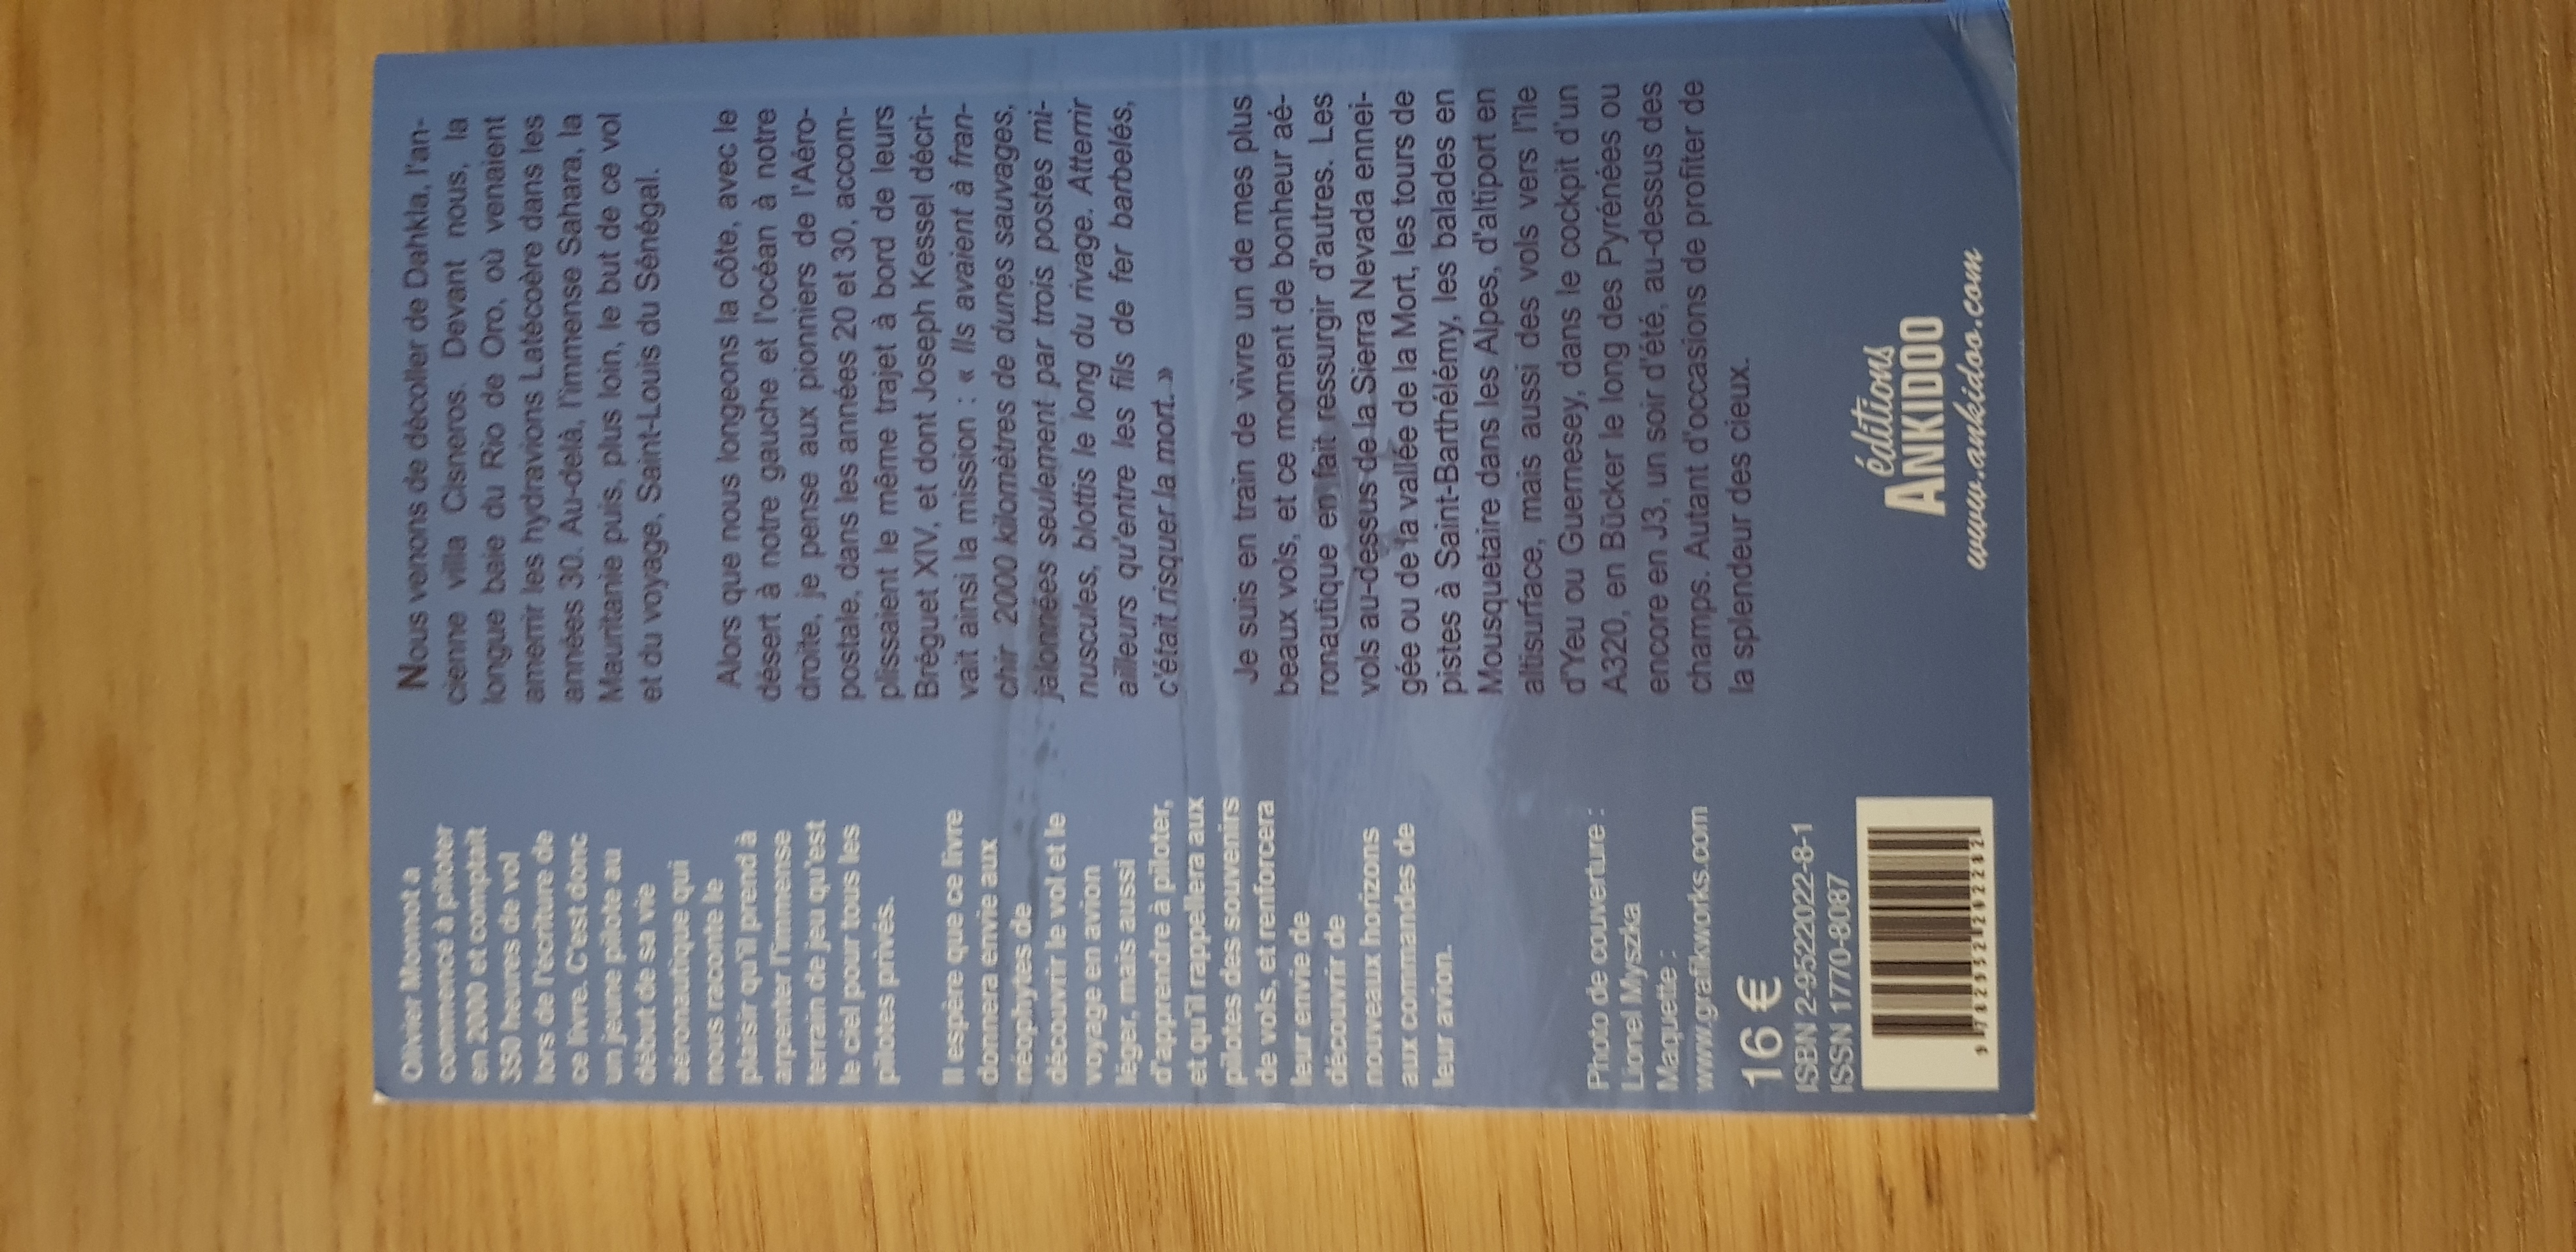 Olivier Monnot a
commencé à piloter
en 2000 et comptait
350 heures de vol
lors de l'écriture de
ce livre. C'est donc
un jeune pilote au
début de sa vie
aéronautique qui
nous raconte le
plaisir qu'il prend à
arpenter l'immense
terrain de jeu qu'est
le ciel pour tous les
pilotes privés.
Il espère que ce livre
donnera envie aux
néophytes de
découvrir le vol et le
voyage en avion
léger, mais aussi
d'apprendre à piloter,
et qu'il rappellera aux
pilotes des souvenirs
de vols, et renforcera
leur envie de
découvrir de
nouveaux horizons
aux commandes de
leur avion.
Photo de couverture :
Lionel Myszka
Maquette :
www.grafikworks.com
16 €
ISBN 2-9522022-8-1
ISSN 1770-8087
Nous venons de décoller de Dahkla, l'an-
cienne villa Cisneros. Devant nous, la
longue baie du Rio de Oro, où venaient
amerrir les hydravions Latécoère dans les
années 30. Au-delà, l'immense Sahara, la
Mauritanie puis, plus loin, le but de ce vol
et du voyage, Saint-Louis du Sénégal.
Alors que nous longeons la côte, avec le
désert à notre gauche et l'océan à notre
droite, je pense aux pionniers de l'Aéro-
postale, dans les années 20 et 30, accom-
plissaient le même trajet à bord de leurs
Bréguet XIV, et dont Joseph Kessel décri-
vait ainsi la mission : « Ils avaient à fran-
chir 2000 kilomètres de dunes sauvages,
jalonnées seulement par trois postes mi-
nuscules, blottis le long du rivage. Atterrir
ailleurs qu'entre les fils de fer barbelés,
c'était risquer la mort. »
Je suis en train de vivre un de mes plus
beaux vols, et ce moment de bonheur aé-
ronautique en fait ressurgir d'autres. Les
vols au-dessus de la Sierra Nevada ennei-
gée ou de la vallée de la Mort, les tours de
pistes à Saint-Barthélémy, les balades en
Mousquetaire dans les Alpes, d'altiport en
altisurface, mais aussi des vols vers l'île
d'Yeu ou Guernesey, dans le cockpit d'un
A320, en Bücker le long des Pyrénées ou
encore en J3, un soir d'été, au-dessus des
champs. Autant d'occasions de profiter de
la splendeur des cieux.
éditions
ANKIDOO
www.ankidoo.com